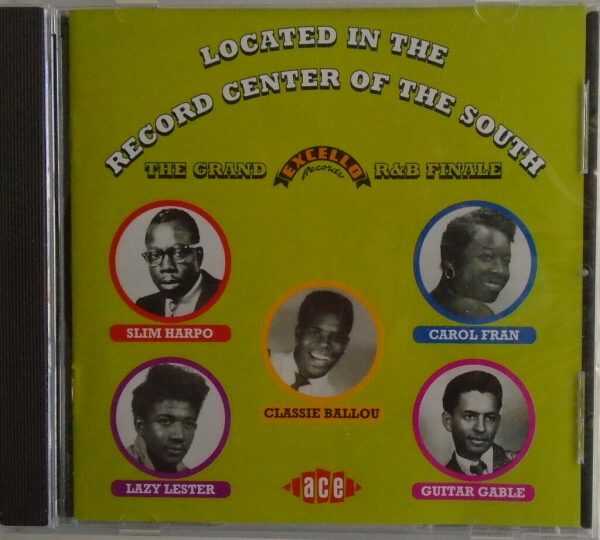 LOCATED IN THE
RECORD CENTER OF THE SOUTH
THE GRAND EXCELLO Records R&B FINALE
SLIM HARPO
CAROL FRAN
CLASSIE BALLOU
LAZY LESTER
ace
GUITAR GABLE